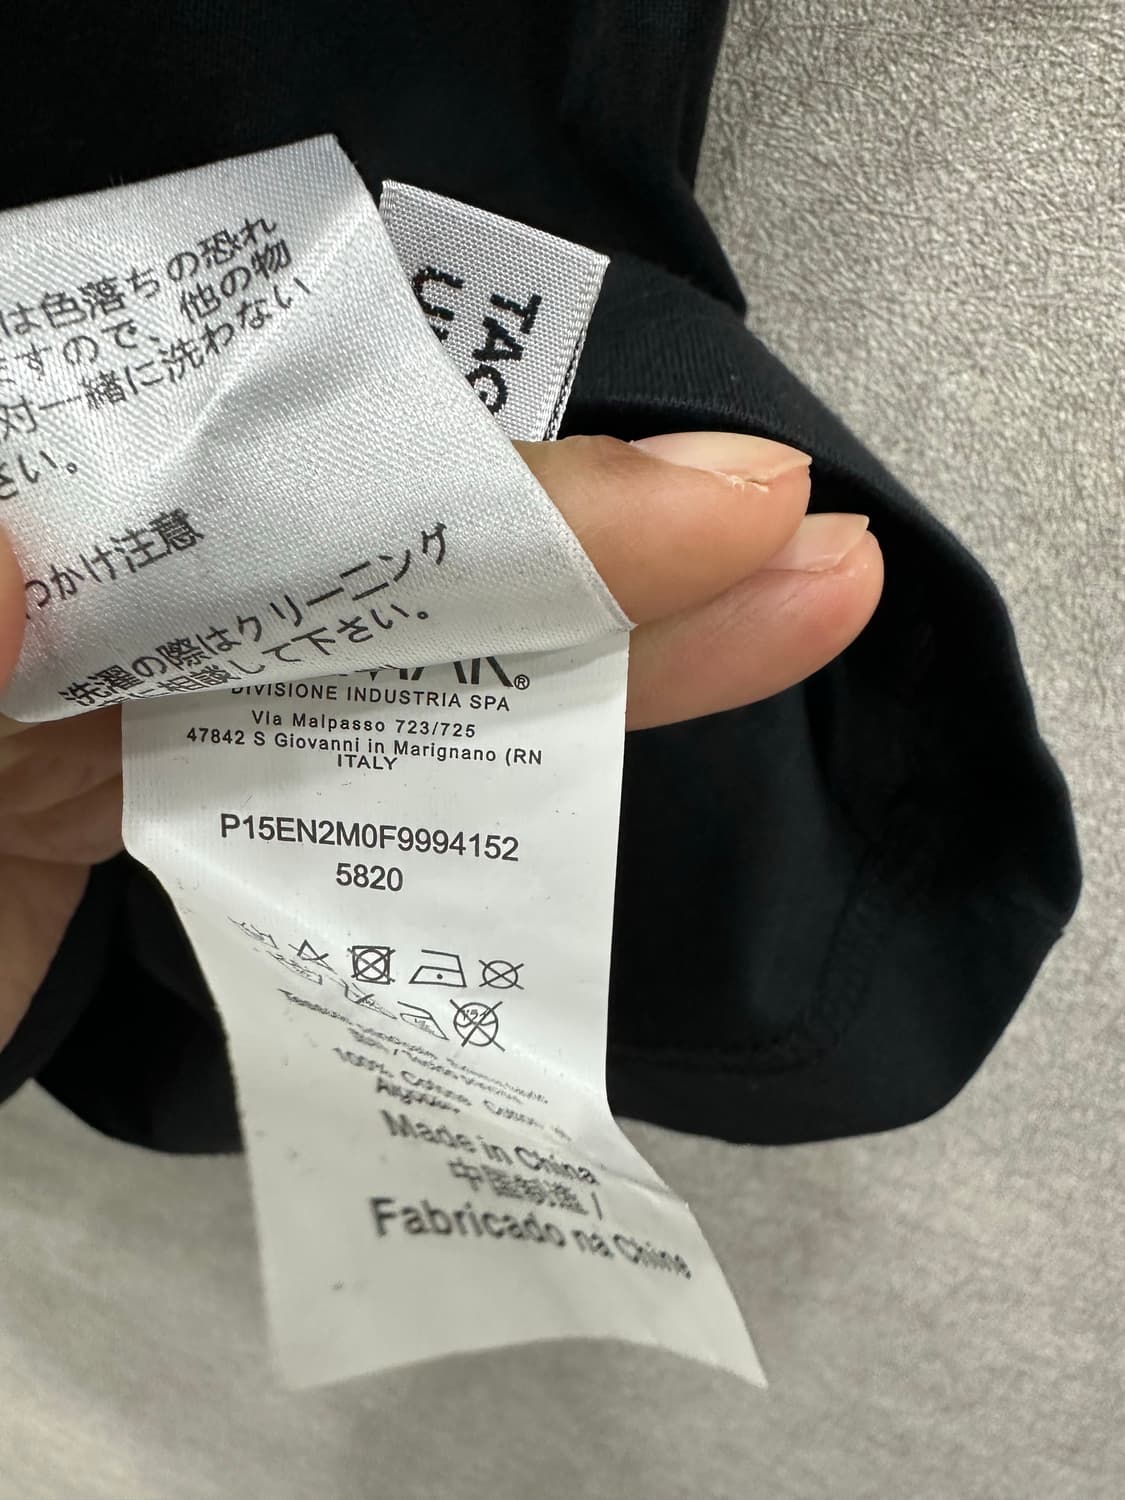 は色落ちの恐れ
ますので、他の物
対一緒に洗わない
さい。
わかけ注意
洗濯の際はクリーニング
相談して下さい。
TAG
®
DIVISIONE INDUSTRIA SPA
Via Malpasso 723/725
47842 S Giovanni in Marignano (RN
ITALY
P15EN2M0F9994152
5820
100%
Made in China
中国制造 /
Fabricado na China